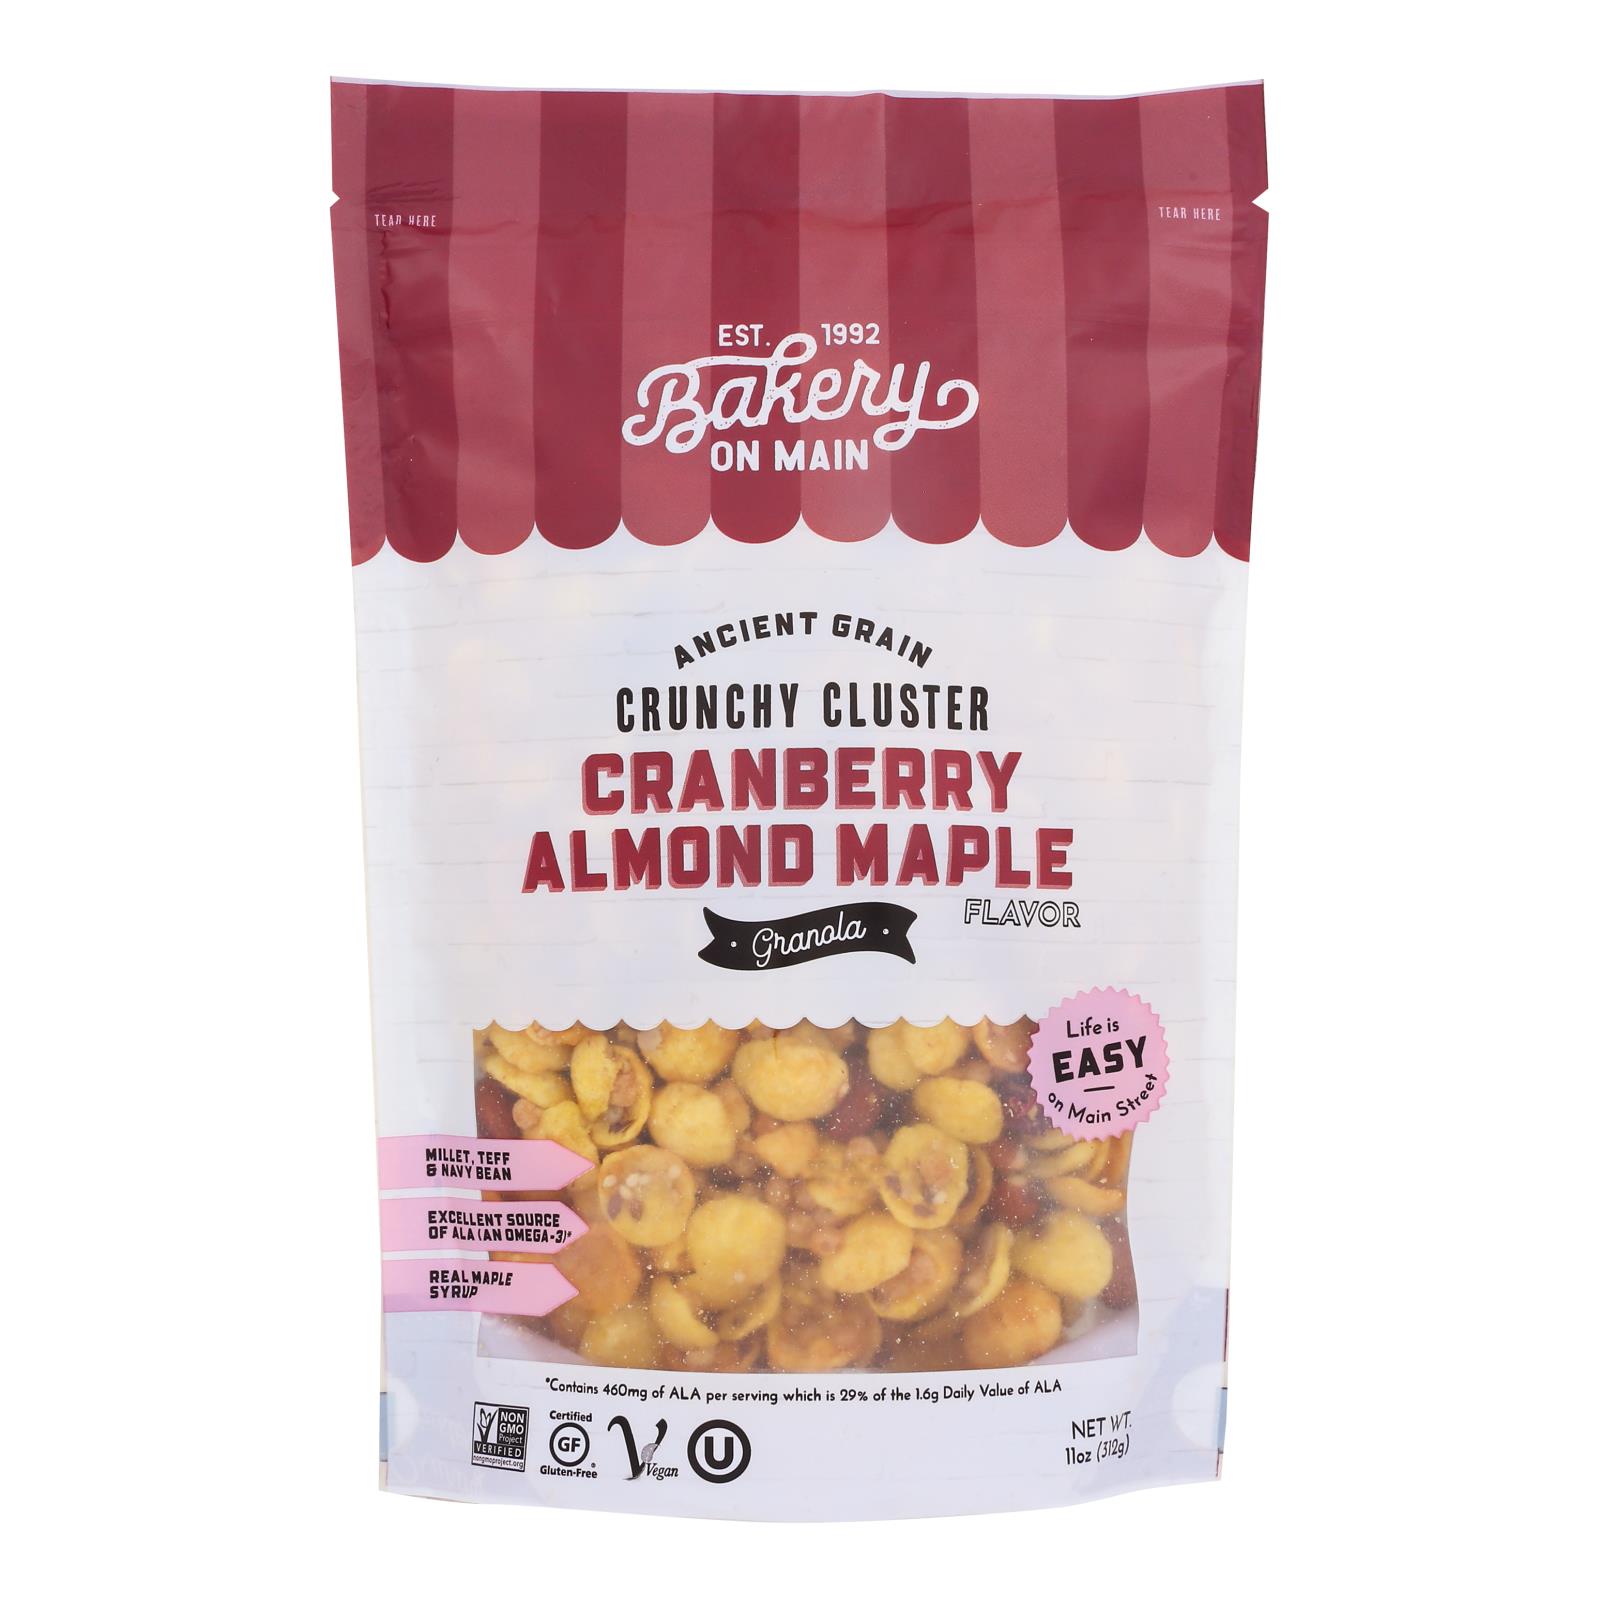 TEAR HERE
TEAR HERE
EST. 1992
Bakery
ON MAIN
ANCIENT GRAIN
CRUNCHY CLUSTER
CRANBERRY
ALMOND MAPLE
FLAVOR
Granola
Life is
EASY
on Main Street
MILLET, TEFF
& NAVY BEAN
EXCELLENT SOURCE
OF ALA (AN OMEGA-3)*
REAL MAPLE
SYRUP
*Contains 460mg of ALA per serving which is 29% of the 1.6g Daily Value of ALA
NON
GMO
Project
VERIFIED
nongmoproject.org
Certified
GF
Gluten-Free
V
Vegan
U
NET WT.
11oz (312g)